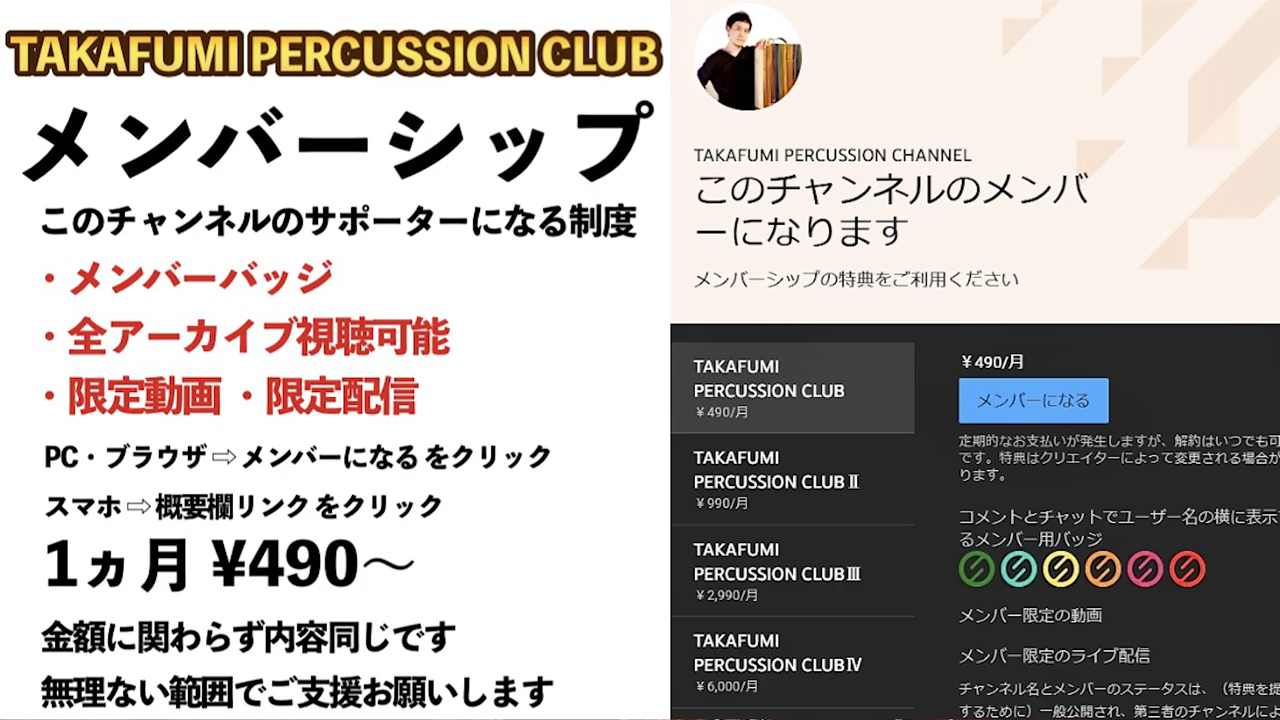 TAKAFUMI PERCUSSION CLUB
メンバーシップ
このチャンネルのサポーターになる制度
・メンバーバッジ
・全アーカイブ視聴可能
・限定動画 ・限定配信
PC・ブラウザ⇨メンバーになる をクリック
スマホ⇨概要欄リンク をクリック
1ヵ月 ¥490〜
金額に関わらず内容同じです
無理ない範囲でご支援お願いします
TAKAFUMI PERCUSSION CHANNEL
このチャンネルのメンバ
ーになります
メンバーシップの特典をご利用ください
TAKAFUMI
PERCUSSION CLUB
¥490/月
TAKAFUMI
PERCUSSION CLUBⅡ
¥990/月
TAKAFUMI
PERCUSSION CLUBⅢ
¥2,990/月
TAKAFUMI
PERCUSSION CLUBⅣ
¥6,000/月
¥490/月
メンバーになる
定期的なお支払いが発生しますが、解約はいつでも可
です。特典はクリエイターによって変更される場合が
ります。
コメントとチャットでユーザー名の横に表示
るメンバー用バッジ
メンバー限定の動画
メンバー限定のライブ配信
チャンネル名とメンバーのステータスは、（特典を提
するために）一般公開され、第三者のチャンネルによ